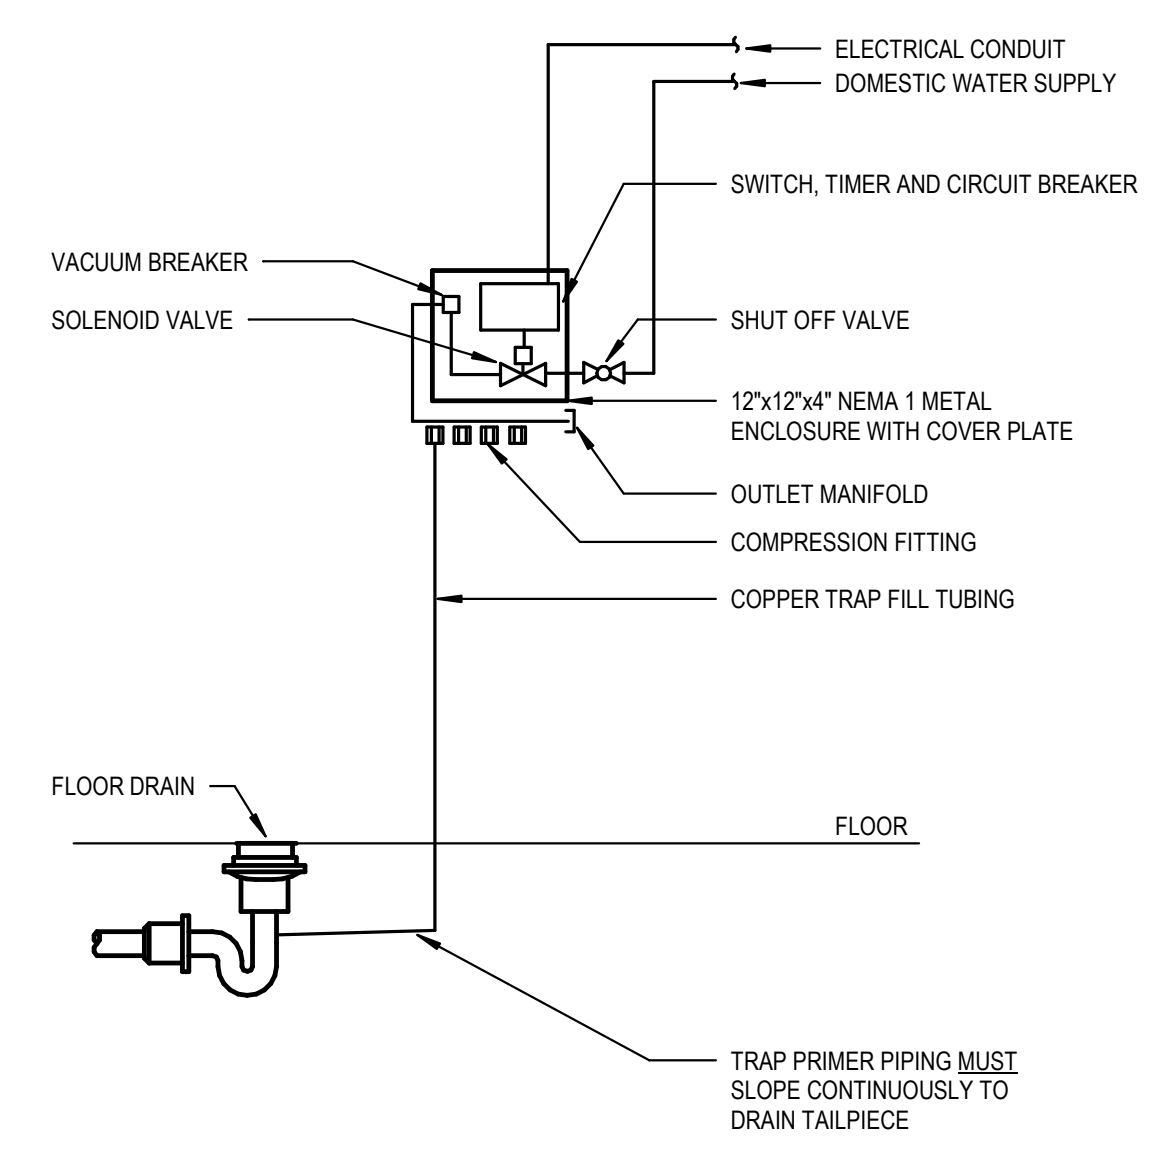 ELECTRICAL CONDUIT
DOMESTIC WATER SUPPLY
SWITCH, TIMER AND CIRCUIT BREAKER
VACUUM BREAKER
SOLENOID VALVE
SHUT OFF VALVE
12"x12"x4" NEMA 1 METAL
ENCLOSURE WITH COVER PLATE
OUTLET MANIFOLD
COMPRESSION FITTING
COPPER TRAP FILL TUBING
FLOOR DRAIN
FLOOR
TRAP PRIMER PIPING MUST
SLOPE CONTINUOUSLY TO
DRAIN TAILPIECE